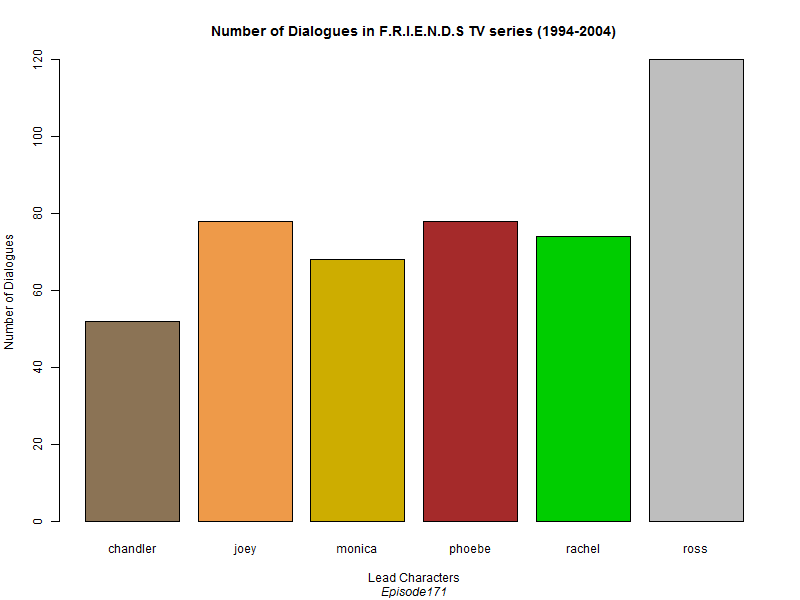 Number of Dialogues in F.R.I.E.N.D.S TV series (1994-2004)
Number of Dialogues
120
100
80
60
40
20
0
chandler joey monica phoebe rachel ross
Lead Characters
Episode171